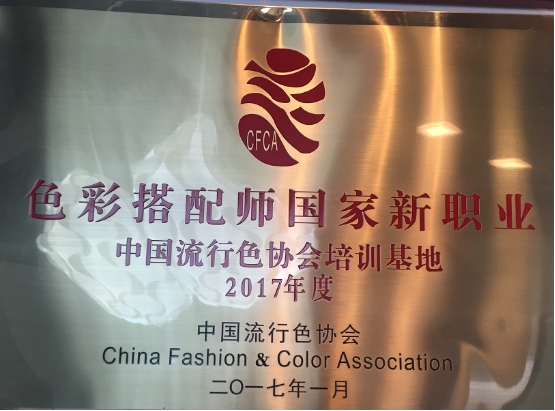 CFCA
色彩搭配师国家新职业
中国流行色协会培训基地
2017年度
中国流行色协会
China Fashion & Color Association
二〇一七年一月